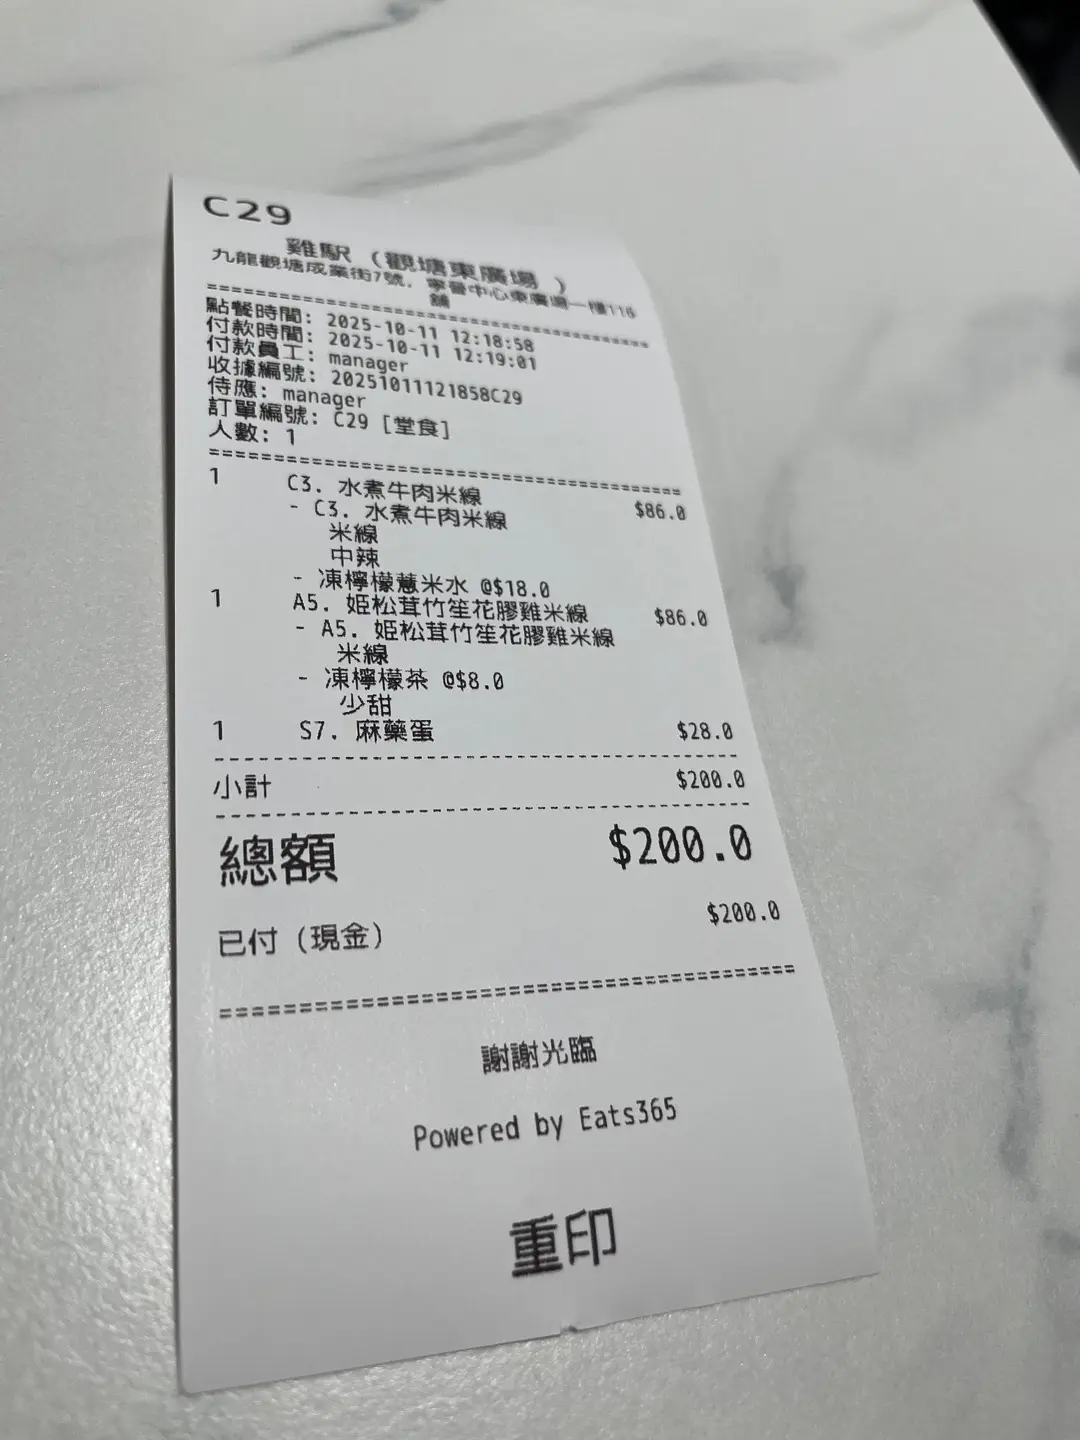 C29
雞駅（觀塘東廣場）
九龍觀塘成業街7號，寧晉中心東廣場一樓116
舖
==================================
點餐時間: 2025-10-11 12:18:58
付款時間: 2025-10-11 12:19:01
付款員工: manager
收據編號: 20251011121858C29
侍應: manager
訂單編號: C29 [堂食]
人數: 1
==================================
1 C3. 水煮牛肉米線 $86.0
- C3. 水煮牛肉米線
米線
中辣
- 凍檸檬薏米水 @$18.0
1 A5. 姫松茸竹笙花膠雞米線 $86.0
- A5. 姫松茸竹笙花膠雞米線
米線
- 凍檸檬茶 @$8.0
少甜
1 S7. 麻藥蛋 $28.0
小計 $200.0
總額 $200.0
已付（現金） $200.0
==================================
謝謝光臨
Powered by Eats365
重印